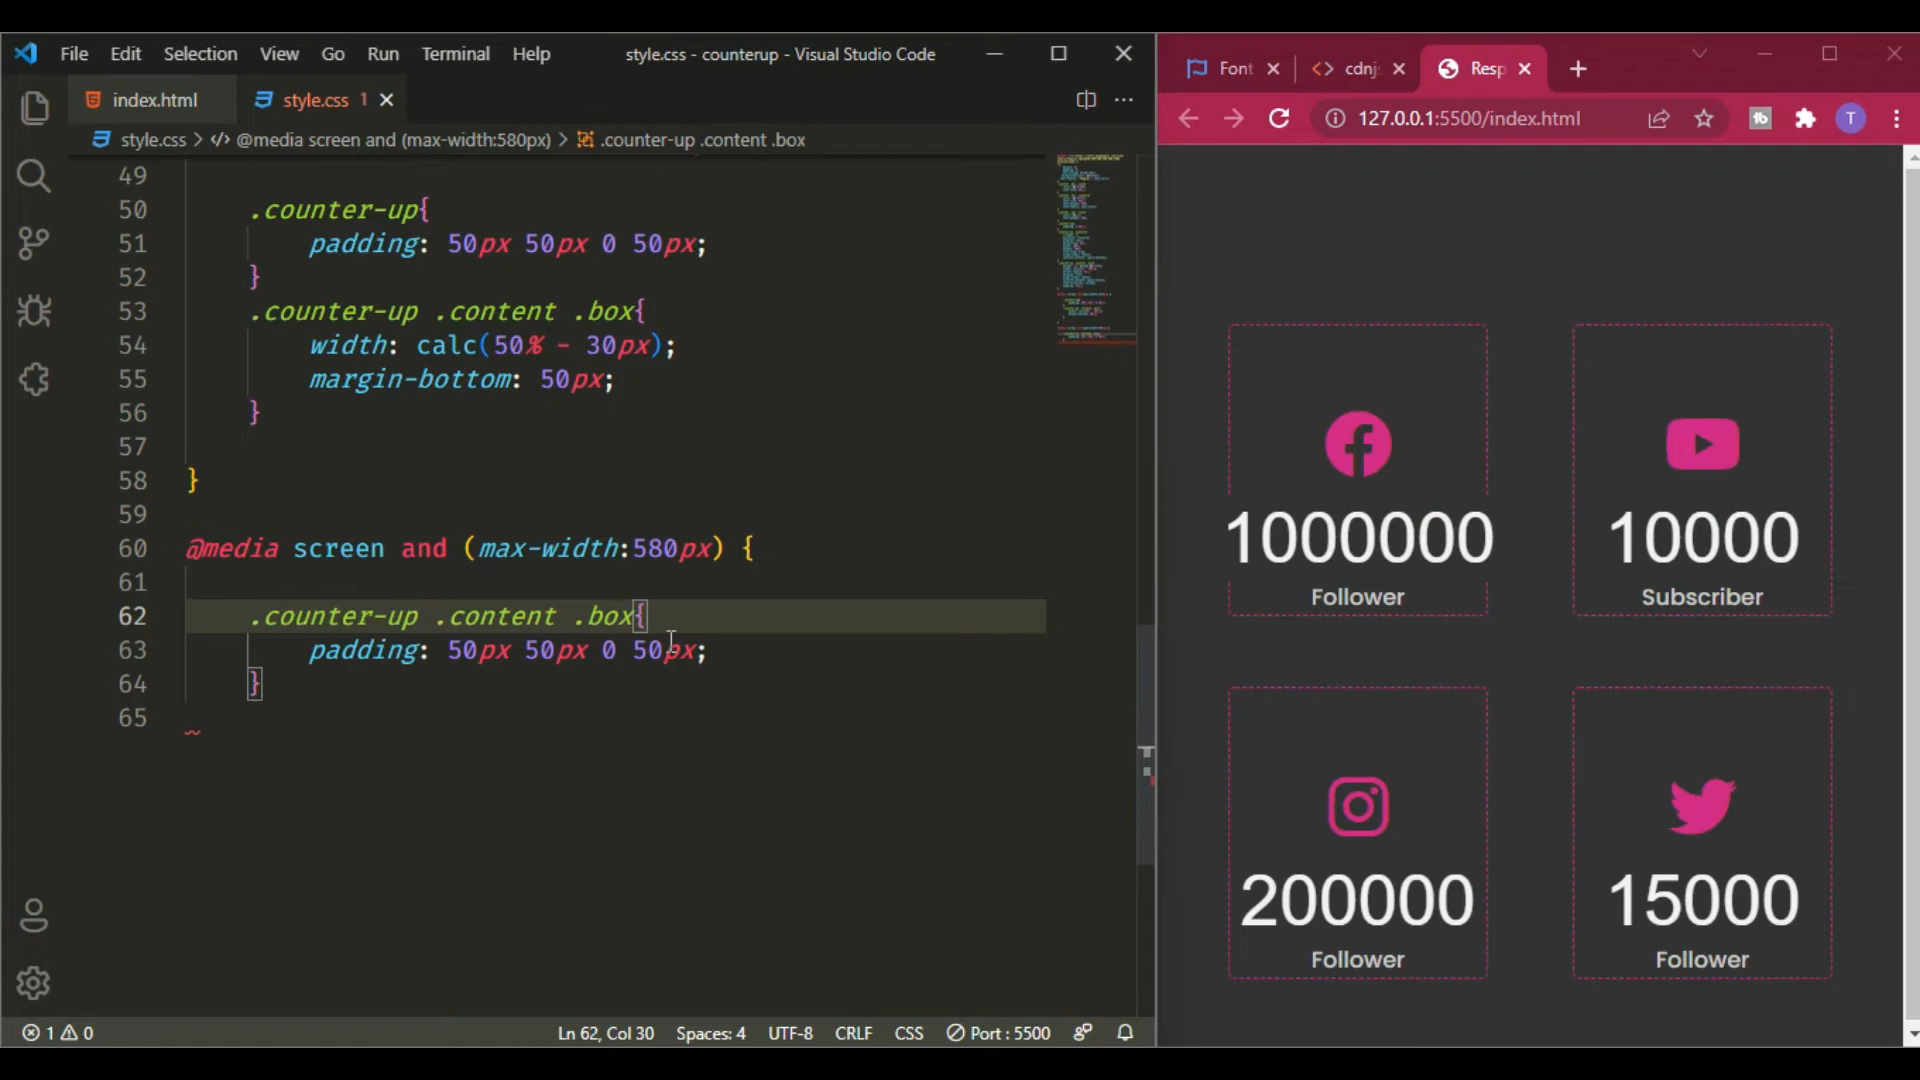 File Edit Selection View Go Run Terminal Help
style.css - counterup - Visual Studio Code
index.html
style.css 1
style.css > @media screen and (max-width:580px) > .counter-up .content .box
49
50 .counter-up{
51 padding: 50px 50px 0 50px;
52 }
53 .counter-up .content .box{
54 width: calc(50% - 30px);
55 margin-bottom: 50px;
56 }
57
58 }
59
60 @media screen and (max-width:580px) {
61
62 .counter-up .content .box{
63 padding: 50px 50px 0 50px;
64 }
65
1 0
Ln 62, Col 30 Spaces: 4 UTF-8 CRLF CSS Port : 5500
Font
cdnj
Resp
127.0.0.1:5500/index.html
T
1000000
Follower
10000
Subscriber
200000
Follower
15000
Follower